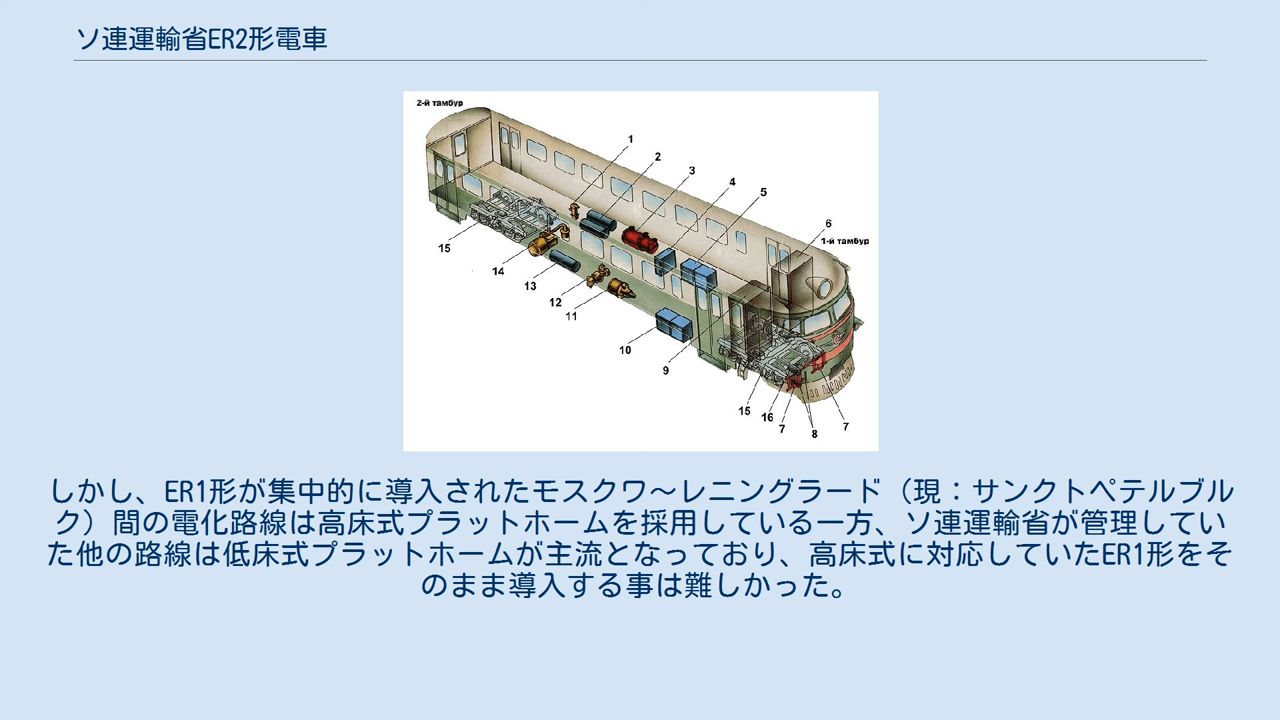 ソ連運輸省ER2形電車
2-й тамбур
1
2
3
4
5
6
1-й тамбур
15
14
13
12
11
10
9
15
16
7
8
7
しかし、ER1形が集中的に導入されたモスクワ～レニングラード（現：サンクトペテルブル
ク）間の電化路線は高床式プラットホームを採用している一方、ソ連運輸省が管理してい
た他の路線は低床式プラットホームが主流となっており、高床式に対応していたER1形をそ
のまま導入する事は難しかった。